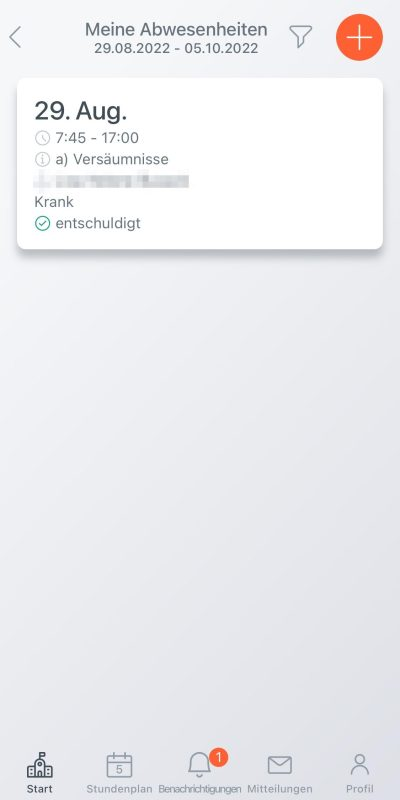 Meine Abwesenheiten
29.08.2022 - 05.10.2022
29. Aug.
7:45 - 17:00
a) Versäumnisse
Krank
entschuldigt
1
5
Start
Stundenplan
Benachrichtigungen
Mitteilungen
Profil